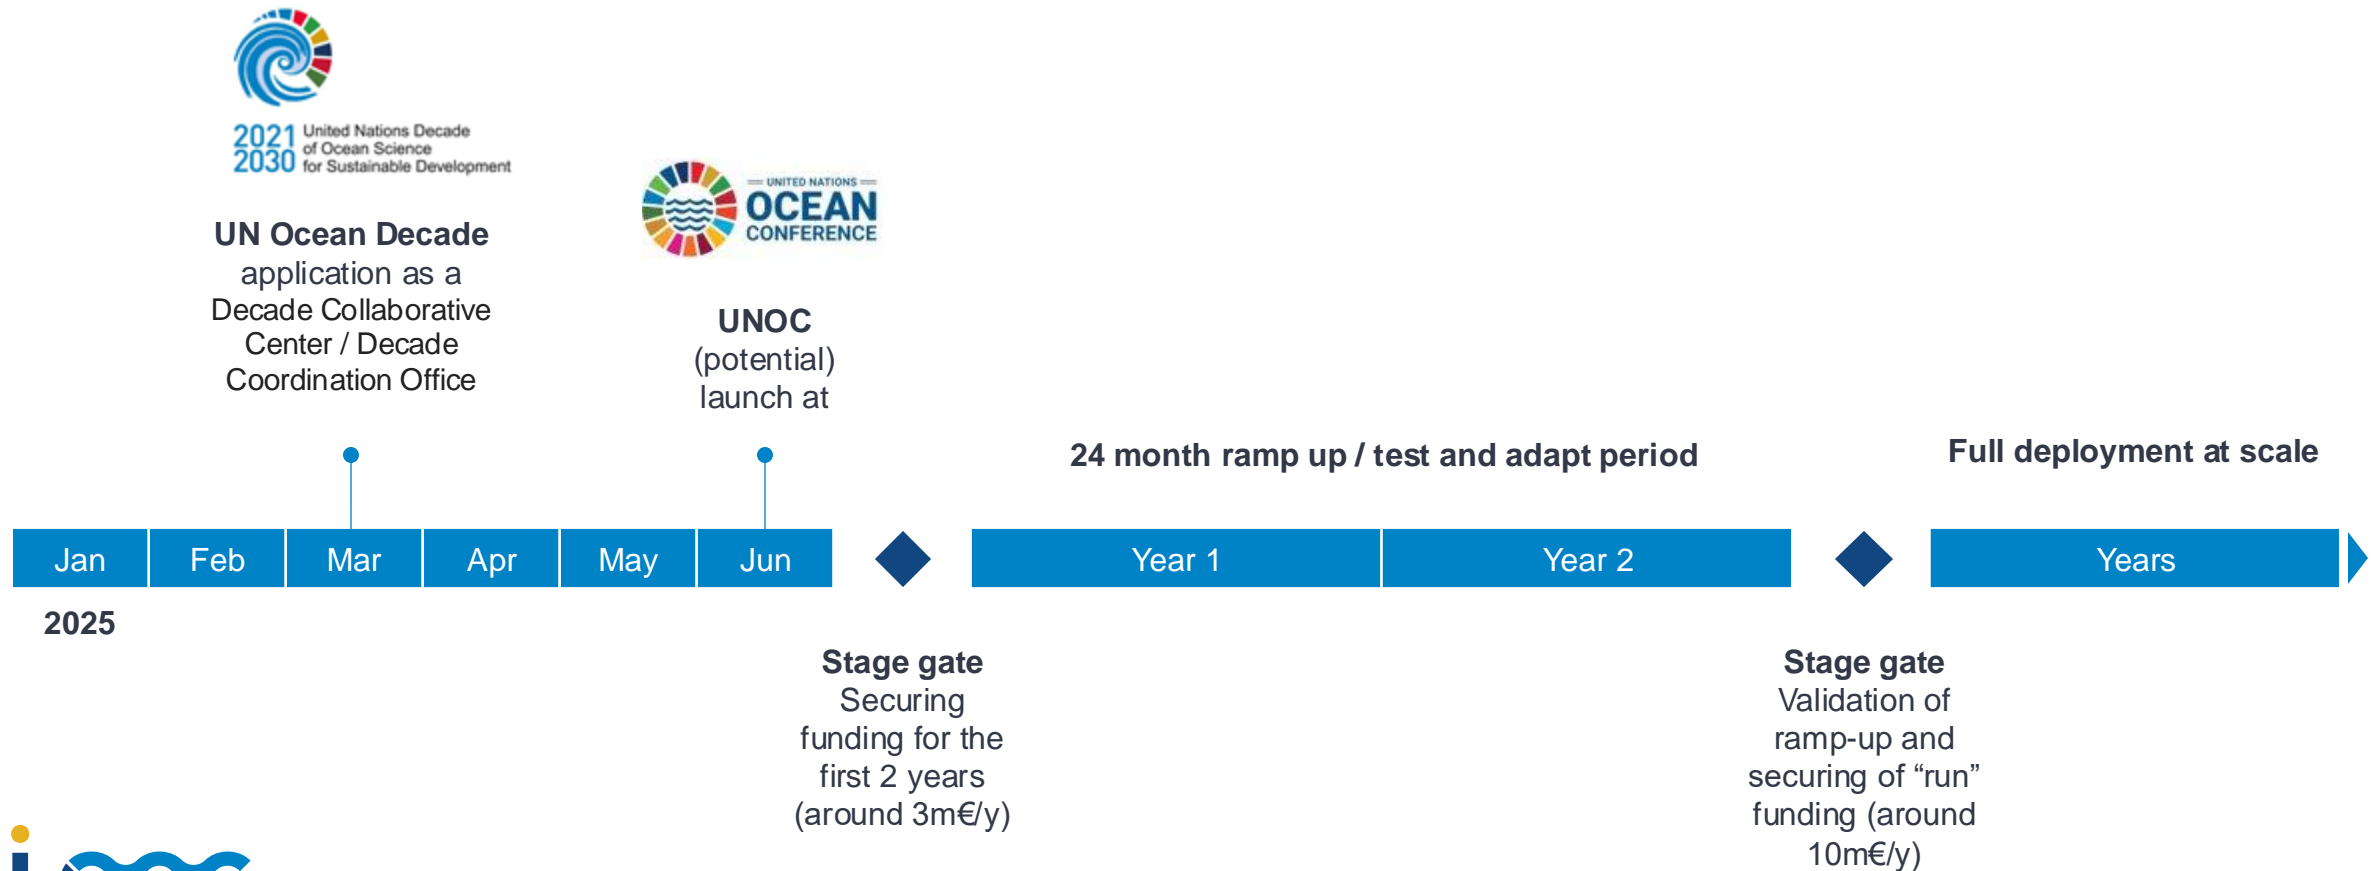 2021 United Nations Decade
of Ocean Science
2030 for Sustainable Development
UN Ocean Decade
application as a
Decade Collaborative
Center / Decade
Coordination Office
UNITED NATIONS
OCEAN
CONFERENCE
UNOC
(potential)
launch at
24 month ramp up / test and adapt period
Full deployment at scale
Jan Feb Mar Apr May Jun Year 1 Year 2 Years
2025
Stage gate
Securing
funding for the
first 2 years
(around 3m€/y)
Stage gate
Validation of
ramp-up and
securing of “run”
funding (around
10m€/y)